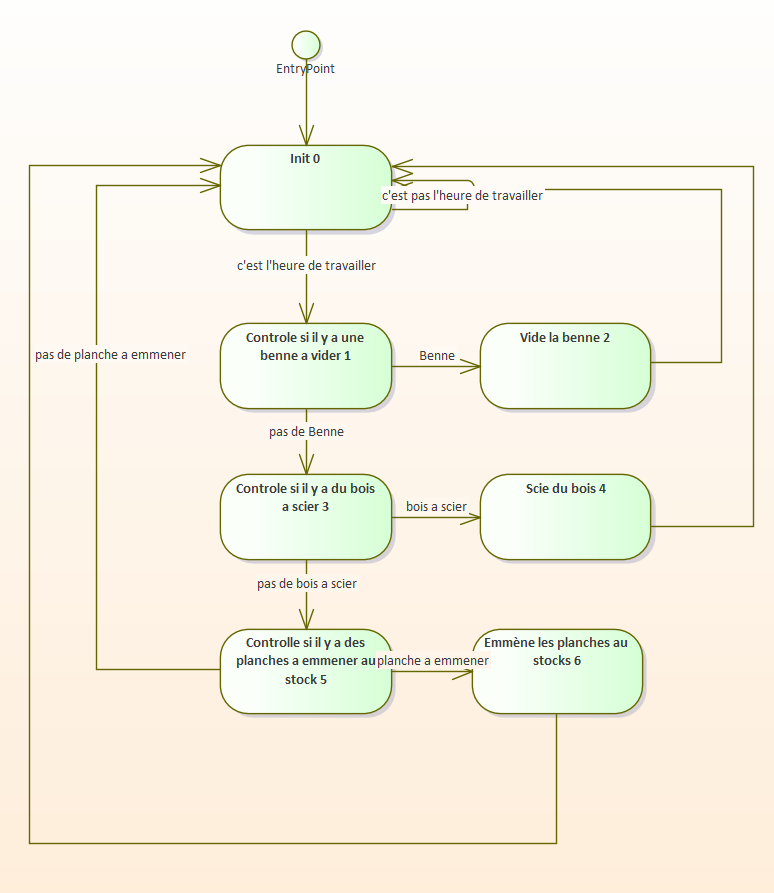 EntryPoint
Init 0
c'est pas l'heure de travailler
c'est l'heure de travailler
Controle si il y a une
benne a vider 1
Benne
Vide la benne 2
pas de planche a emmener
pas de Benne
Controle si il y a du bois
a scier 3
bois a scier
Scie du bois 4
pas de bois a scier
Controlle si il y a des
planches a emmener au
stock 5
planche a emmener
Emmène les planches au
stocks 6